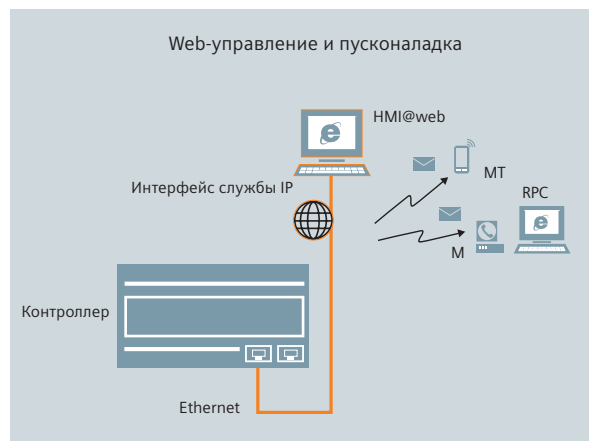 Web-управление и пусконаладка
HMI@web
MT
Интерфейс службы IP
RPC
M
Контроллер
Ethernet